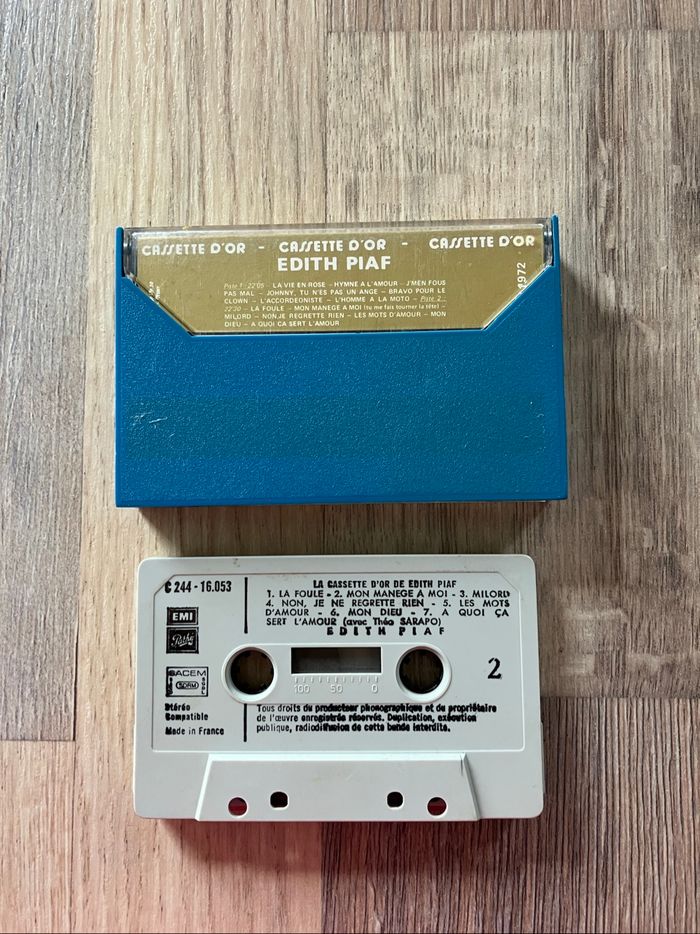 CASSETTE D'OR - CASSETTE D'OR - CASSETTE D'OR
EDITH PIAF
Piste 1 - 22'05 - LA VIE EN ROSE - HYMNE A L'AMOUR - J'MEN FOUS
PAS MAL - JOHNNY, TU N'ES PAS UN ANGE - BRAVO POUR LE
CLOWN - L'ACCORDEONISTE - L'HOMME A LA MOTO - Piste 2 -
22'30 - LA FOULE - MON MANEGE A MOI (tu me fais tourner la tête) -
MILORD - NON,JE REGRETTE RIEN - LES MOTS D'AMOUR - MON
DIEU - A QUOI ÇA SERT L'AMOUR
1972
C 244 - 16.053
EMI
Pathé
SACEM
SDRM
Stéréo
Compatible
Made in France
LA CASSETTE D'OR DE EDITH PIAF
1. LA FOULE - 2. MON MANEGE A MOI - 3. MILORD
4. NON, JE NE REGRETTE RIEN - 5. LES MOTS
D'AMOUR - 6. MON DIEU - 7. A QUOI ÇA
SERT L'AMOUR (avec Théo SARAPO)
EDITH PIAF
2
100 50 0
Tous droits du producteur phonographique et du propriétaire
de l'œuvre enregistrée réservés. Duplication, exécution
publique, radiodiffusion de cette bande interdite.